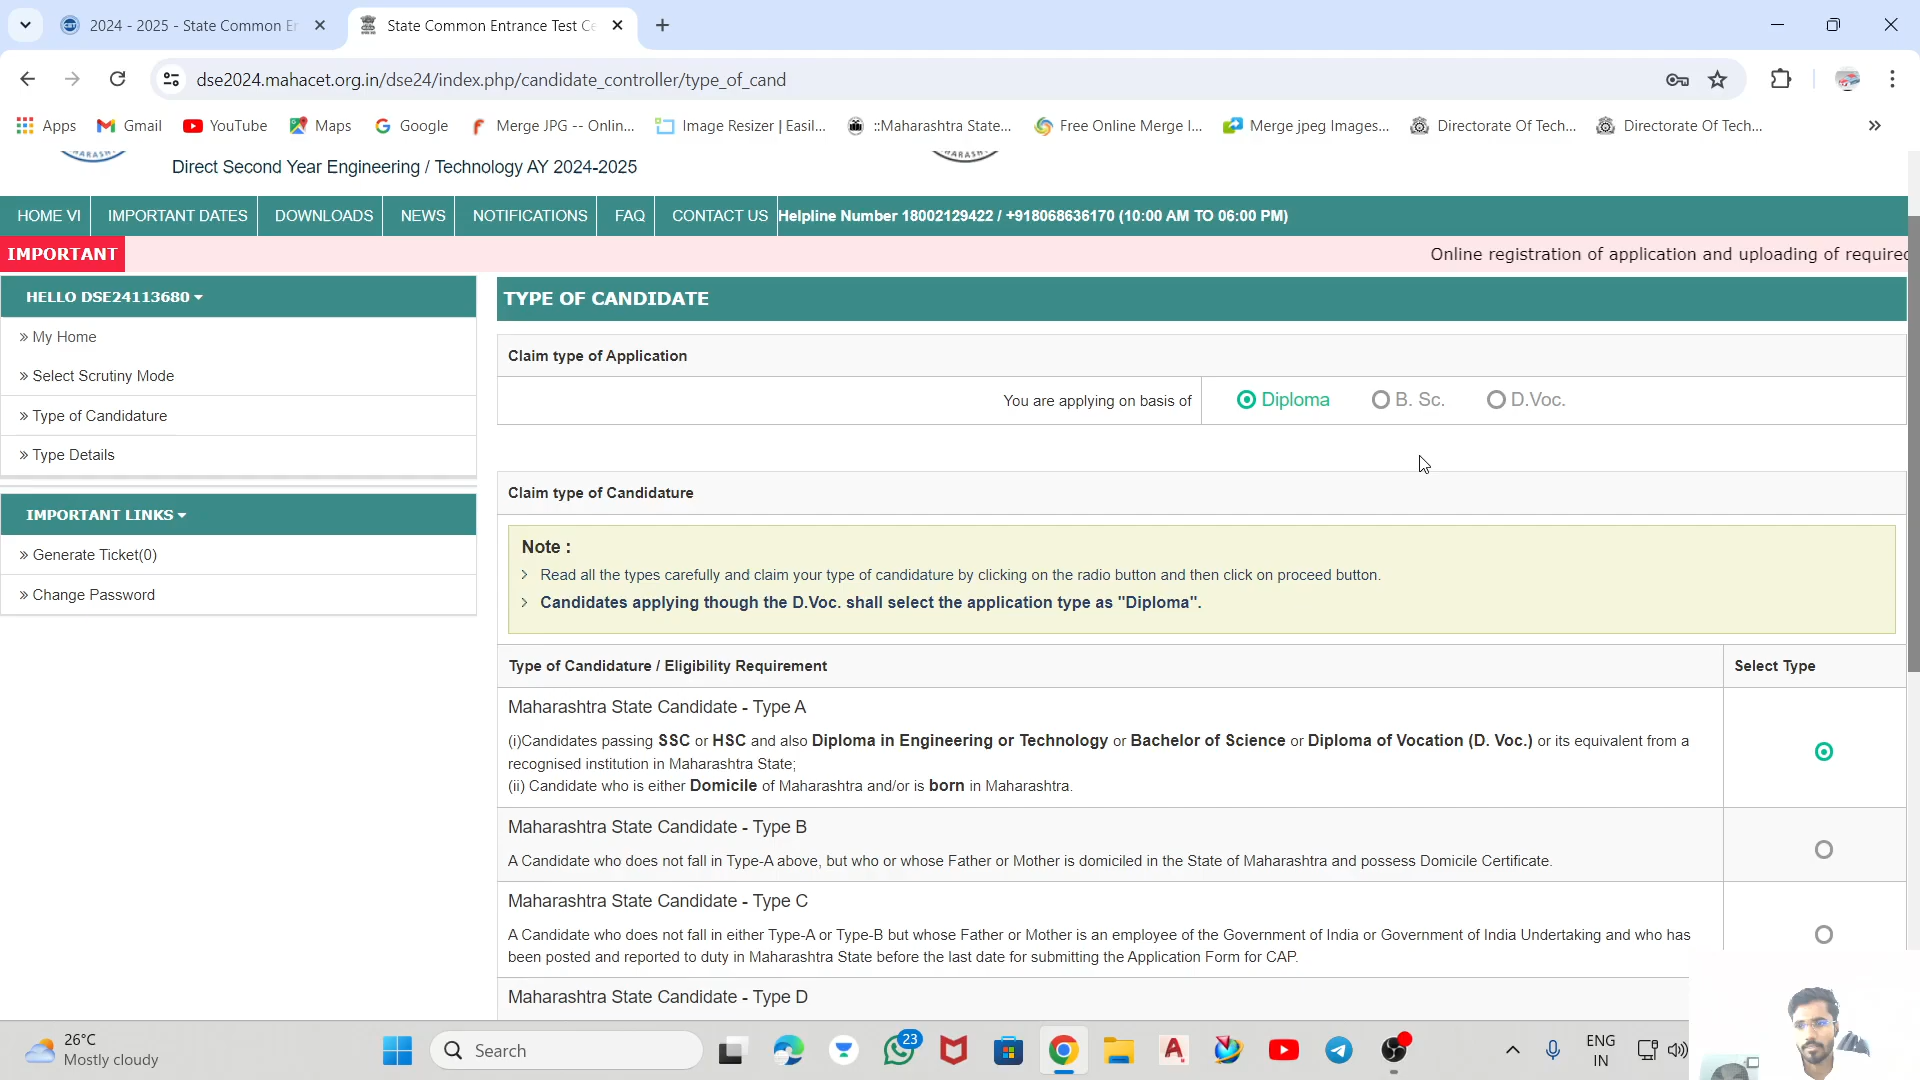 2024 - 2025 - State Common En
State Common Entrance Test Ce
dse2024.mahacet.org.in/dse24/index.php/candidate_controller/type_of_cand
Apps
Gmail
YouTube
Maps
Google
Merge JPG -- Onlin...
Image Resizer | Easil...
::Maharashtra State...
Free Online Merge I...
Merge jpeg Images...
Directorate Of Tech...
Directorate Of Tech...
Direct Second Year Engineering / Technology AY 2024-2025
HOME VI
IMPORTANT DATES
DOWNLOADS
NEWS
NOTIFICATIONS
FAQ
CONTACT US
Helpline Number 18002129422 / +918068636170 (10:00 AM TO 06:00 PM)
IMPORTANT
Online registration of application and uploading of required
HELLO DSE24113680
» My Home
» Select Scrutiny Mode
» Type of Candidature
» Type Details
IMPORTANT LINKS
» Generate Ticket(0)
» Change Password
TYPE OF CANDIDATE
Claim type of Application
You are applying on basis of
Diploma
B. Sc.
D.Voc.
Claim type of Candidature
Note :
Read all the types carefully and claim your type of candidature by clicking on the radio button and then click on proceed button.
Candidates applying though the D.Voc. shall select the application type as "Diploma".
Type of Candidature / Eligibility Requirement
Select Type
Maharashtra State Candidate - Type A
(i)Candidates passing SSC or HSC and also Diploma in Engineering or Technology or Bachelor of Science or Diploma of Vocation (D. Voc.) or its equivalent from a
recognised institution in Maharashtra State;
(ii) Candidate who is either Domicile of Maharashtra and/or is born in Maharashtra.
Maharashtra State Candidate - Type B
A Candidate who does not fall in Type-A above, but who or whose Father or Mother is domiciled in the State of Maharashtra and possess Domicile Certificate.
Maharashtra State Candidate - Type C
A Candidate who does not fall in either Type-A or Type-B but whose Father or Mother is an employee of the Government of India or Government of India Undertaking and who has
been posted and reported to duty in Maharashtra State before the last date for submitting the Application Form for CAP.
Maharashtra State Candidate - Type D
26°C
Mostly cloudy
Search
23
ENG
IN